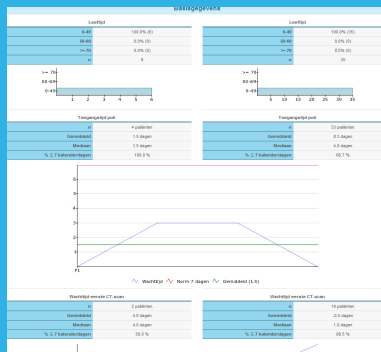 Basisgegevens
Leeftijd
0-49 100.0% (6)
50-69 0.0% (0)
>= 70 0.0% (0)
n 6
>= 70
50-69
0-49
1 2 3 4 5 6
Leeftijd
0-49 100.0% (35)
50-69 0.0% (0)
>= 70 0.0% (0)
n 35
>= 70
50-69
0-49
5 10 15 20 25 30 35
Toegangstijd poli
n 4 patiënten
Gemiddeld 1.5 dagen
Mediaan 1.5 dagen
% ≤ 7 kalenderdagen 100.0 %
Toegangstijd poli
n 33 patiënten
Gemiddeld 6.3 dagen
Mediaan 4.0 dagen
% ≤ 7 kalenderdagen 66.7 %
6
5
4
3
2
1
P1
Wachttijd Norm 7 dagen Gemiddeld (1.5)
Wachttijd eerste CT-scan
n 2 patiënten
Gemiddeld 4.0 dagen
Mediaan 4.0 dagen
% ≤ 7 kalenderdagen
Wachttijd eerste CT-scan
n 19 patiënten
Gemiddeld -0.5 dagen
Mediaan 1.0 dagen
% ≤ 7 kalenderdagen 89.5 %